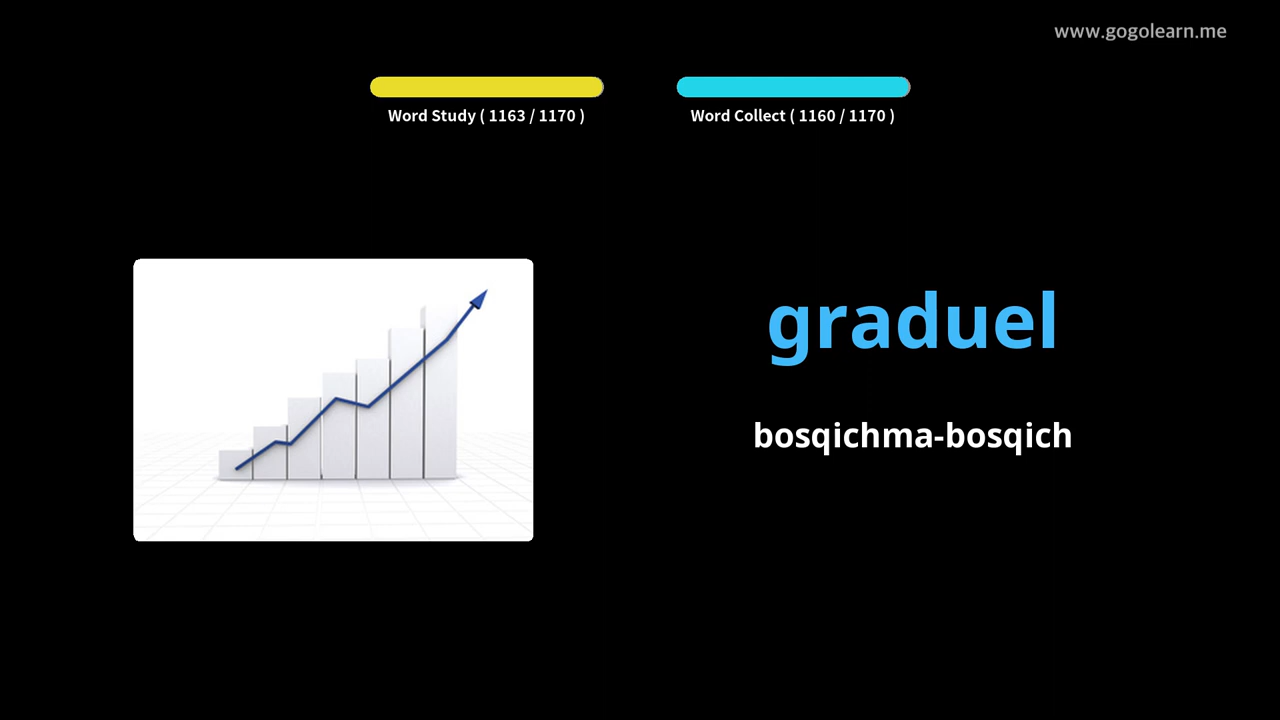 www.gogolearn.me
Word Study ( 1163 / 1170 )
Word Collect ( 1160 / 1170 )
graduel
bosqichma-bosqich